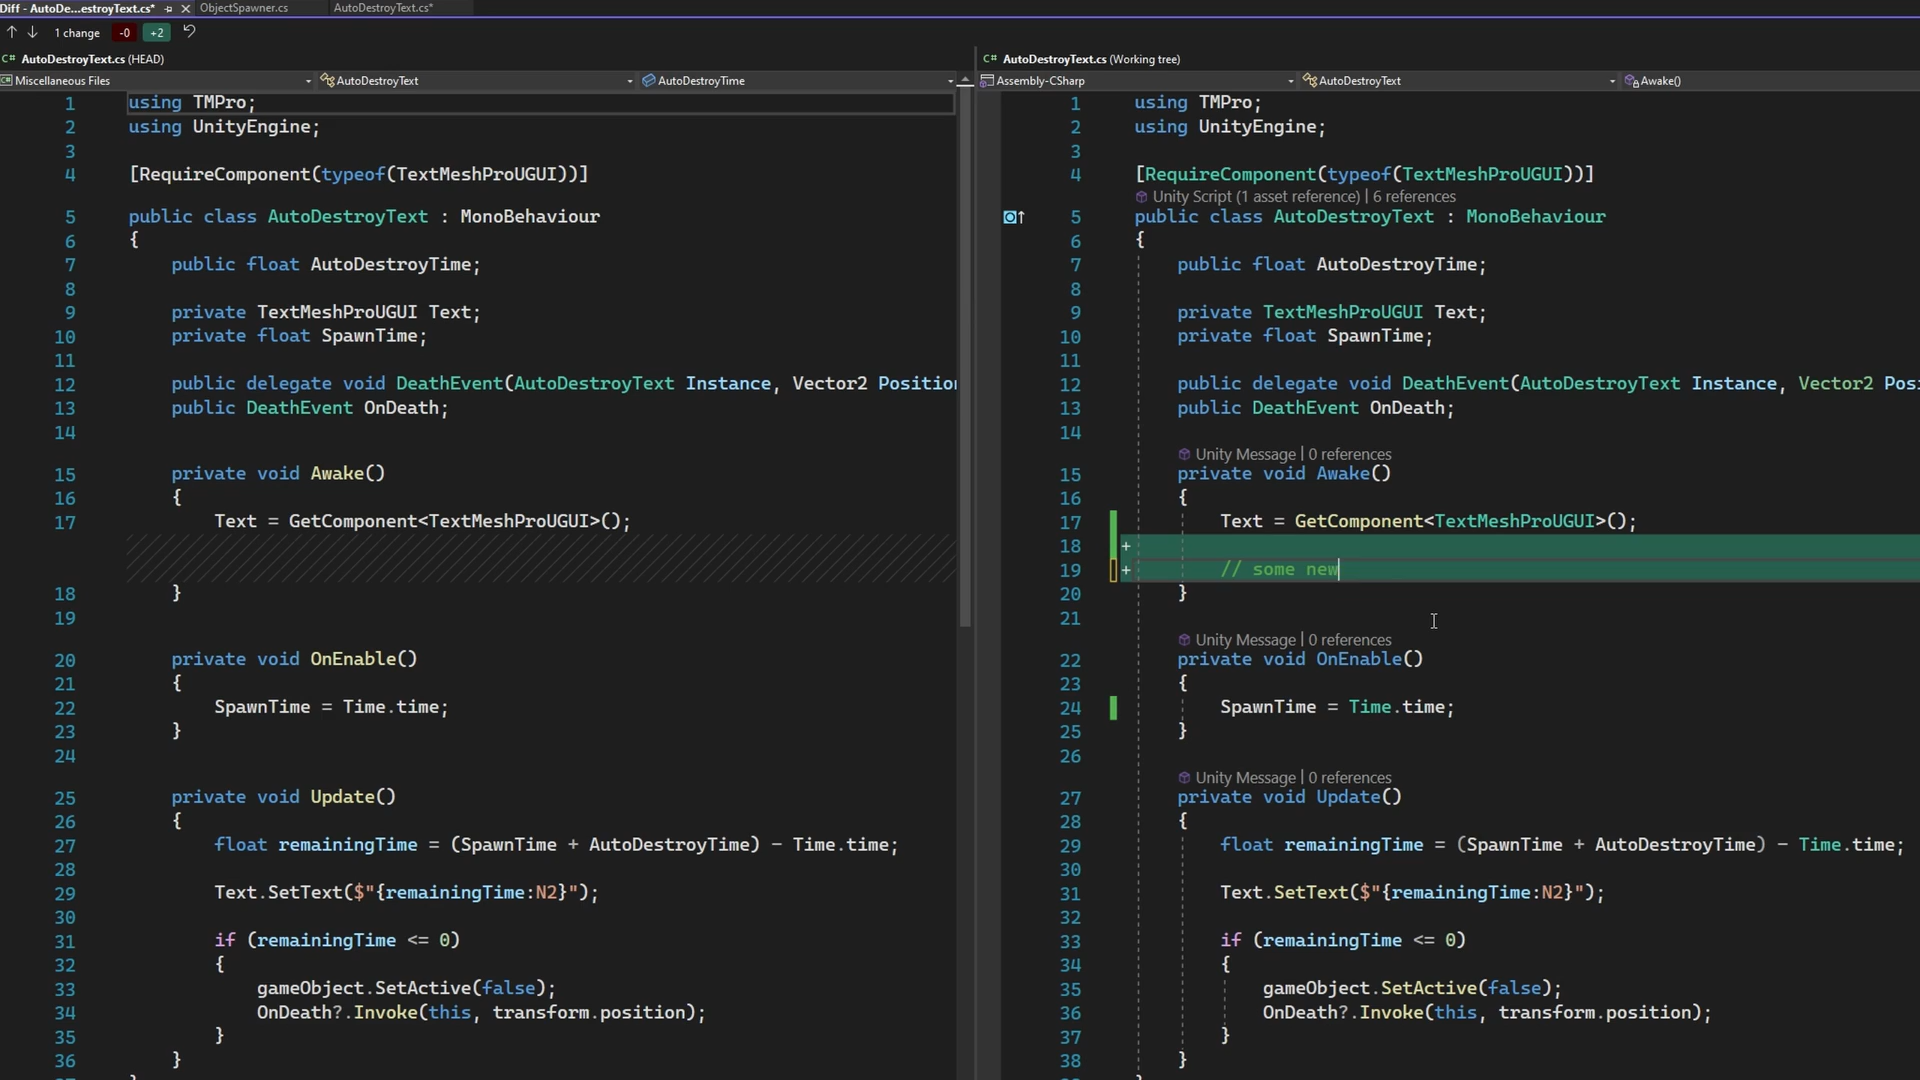 Diff - AutoDe...estroyText.cs* ObjectSpawner.cs AutoDestroyText.cs*
1 change -0 +2
C# AutoDestroyText.cs (HEAD)
Miscellaneous Files AutoDestroyText AutoDestroyTime
1 using TMPro;
2 using UnityEngine;
3
4 [RequireComponent(typeof(TextMeshProUGUI))]
5 public class AutoDestroyText : MonoBehaviour
6 {
7 public float AutoDestroyTime;
8
9 private TextMeshProUGUI Text;
10 private float SpawnTime;
11
12 public delegate void DeathEvent(AutoDestroyText Instance, Vector2 Position
13 public DeathEvent OnDeath;
14
15 private void Awake()
16 {
17 Text = GetComponent<TextMeshProUGUI>();
18 }
19
20 private void OnEnable()
21 {
22 SpawnTime = Time.time;
23 }
24
25 private void Update()
26 {
27 float remainingTime = (SpawnTime + AutoDestroyTime) - Time.time;
28
29 Text.SetText($"{remainingTime:N2}");
30
31 if (remainingTime <= 0)
32 {
33 gameObject.SetActive(false);
34 OnDeath?.Invoke(this, transform.position);
35 }
36 }
C# AutoDestroyText.cs (Working tree)
Assembly-CSharp AutoDestroyText Awake()
1 using TMPro;
2 using UnityEngine;
3
4 [RequireComponent(typeof(TextMeshProUGUI))]
Unity Script (1 asset reference) | 6 references
5 public class AutoDestroyText : MonoBehaviour
6 {
7 public float AutoDestroyTime;
8
9 private TextMeshProUGUI Text;
10 private float SpawnTime;
11
12 public delegate void DeathEvent(AutoDestroyText Instance, Vector2 Posi
13 public DeathEvent OnDeath;
14
Unity Message | 0 references
15 private void Awake()
16 {
17 Text = GetComponent<TextMeshProUGUI>();
18 +
19 + // some new
20 }
21
Unity Message | 0 references
22 private void OnEnable()
23 {
24 SpawnTime = Time.time;
25 }
26
Unity Message | 0 references
27 private void Update()
28 {
29 float remainingTime = (SpawnTime + AutoDestroyTime) - Time.time;
30
31 Text.SetText($"{remainingTime:N2}");
32
33 if (remainingTime <= 0)
34 {
35 gameObject.SetActive(false);
36 OnDeath?.Invoke(this, transform.position);
37 }
38 }